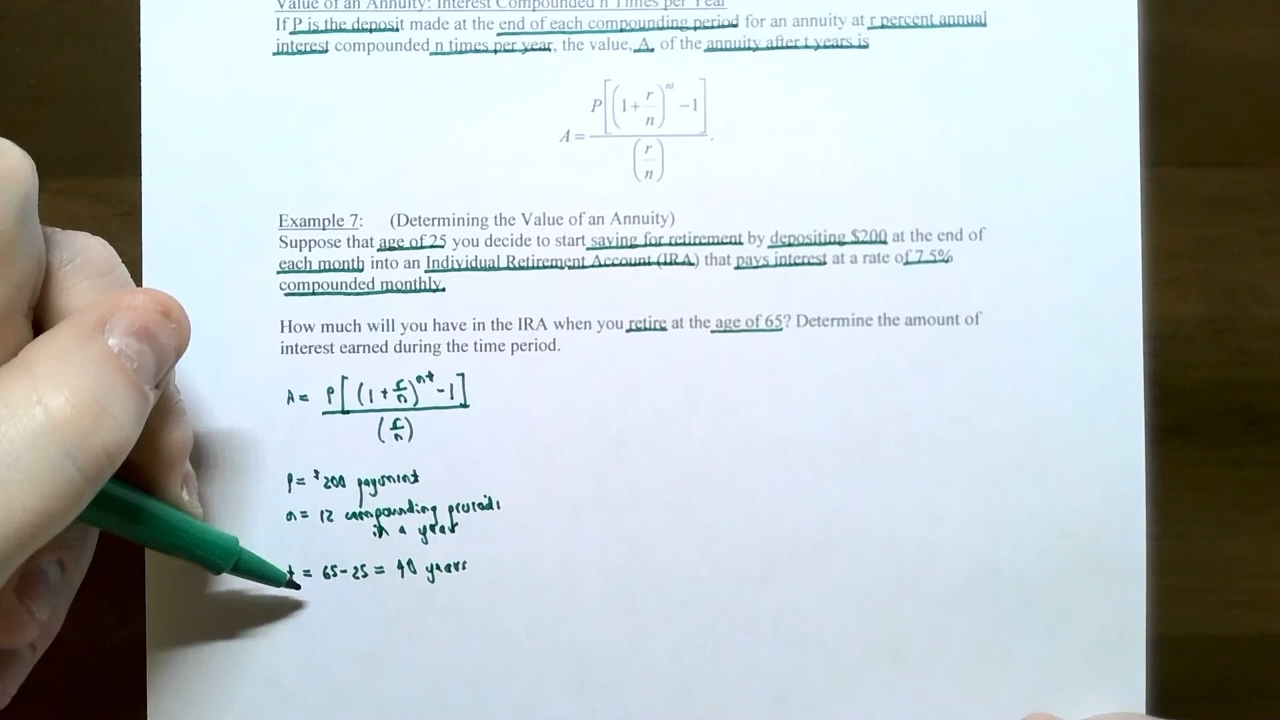 Value of an Annuity: Interest Compounded n Times per Year
If P is the deposit made at the end of each compounding period for an annuity at r percent annual
interest compounded n times per year, the value, A, of the annuity after t years is
A = P[(1+r/n)^nt −1] / (r/n).
Example 7: (Determining the Value of an Annuity)
Suppose that age of 25 you decide to start saving for retirement by depositing $200 at the end of
each month into an Individual Retirement Account (IRA) that pays interest at a rate of 7.5%
compounded monthly.
How much will you have in the IRA when you retire at the age of 65? Determine the amount of
interest earned during the time period.
A = P[(1+r/n)^nt -1] / (r/n)
P = $200 payment
n = 12 compounding periods
in a year
t = 65-25 = 40 years